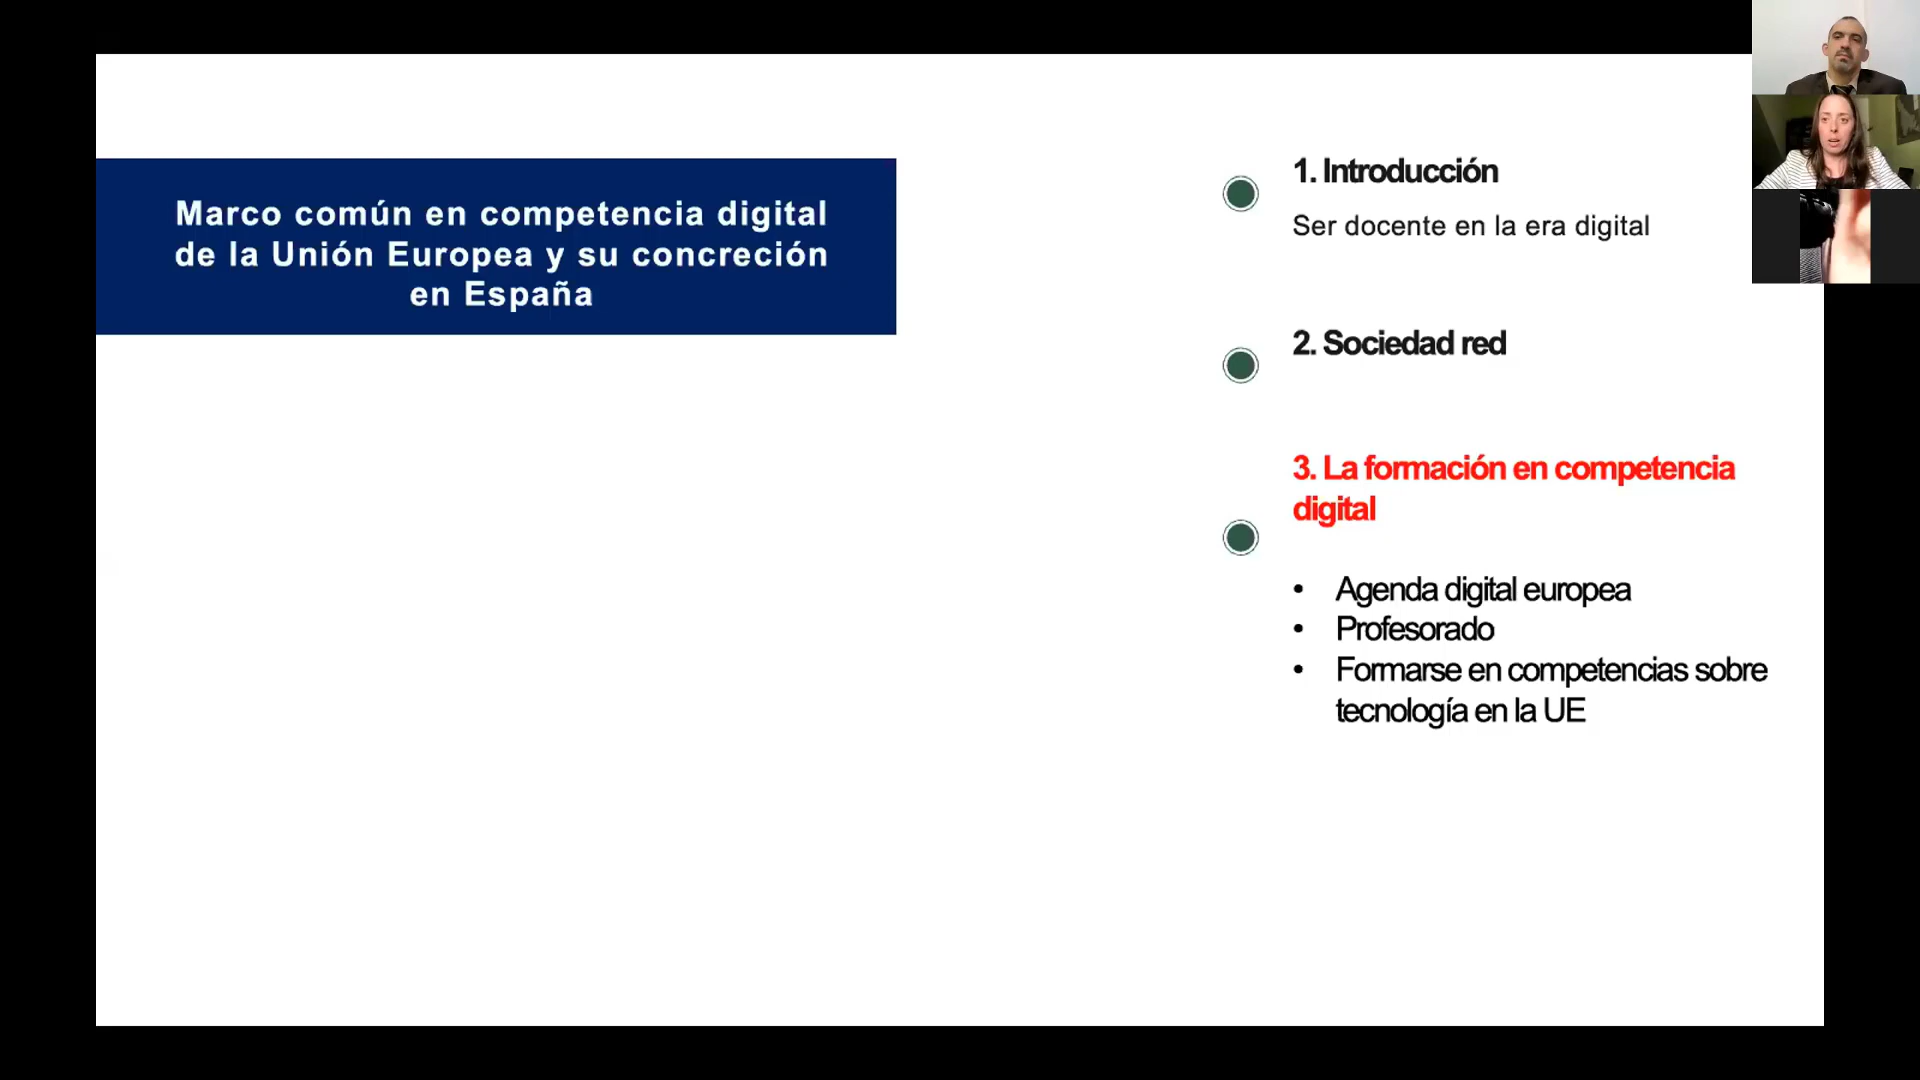 Marco común en competencia digital
de la Unión Europea y su concreción
en España
1. Introducción
Ser docente en la era digital
2. Sociedad red
3. La formación en competencia
digital
• Agenda digital europea
• Profesorado
• Formarse en competencias sobre
tecnología en la UE